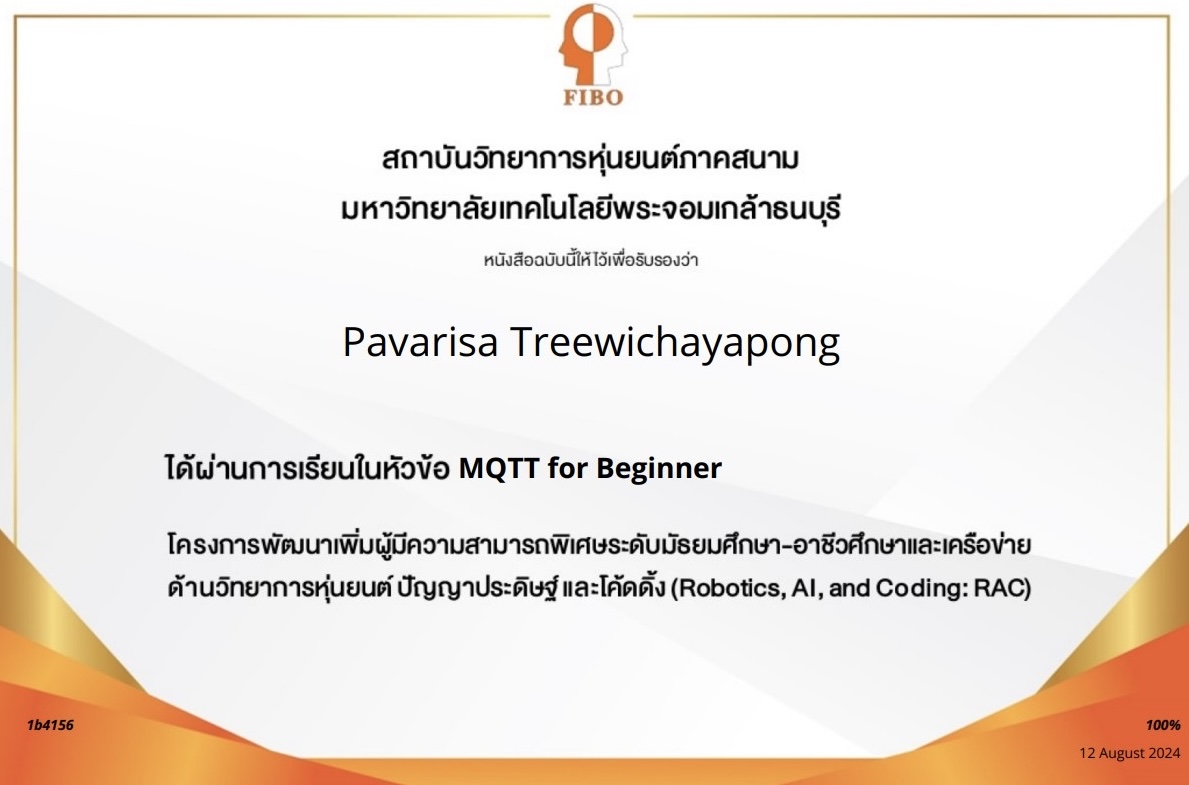 FIBO
สถาบันวิทยาการหุ่นยนต์ภาคสนาม
มหาวิทยาลัยเทคโนโลยีพระจอมเกล้าธนบุรี
หนังสือฉบับนี้ให้ไว้เพื่อรับรองว่า
Pavarisa Treewichayapong
ได้ผ่านการเรียนในหัวข้อ MQTT for Beginner
โครงการพัฒนาเพิ่มผู้มีความสามารถพิเศษระดับมัธยมศึกษา-อาชีวศึกษาและเครือข่าย
ด้านวิทยาการหุ่นยนต์ ปัญญาประดิษฐ์ และโค้ดดิ้ง (Robotics, AI, and Coding: RAC)
1b4156
100%
12 August 2024